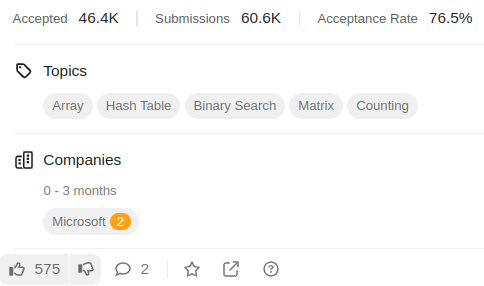 Accepted 46.4K Submissions 60.6K Acceptance Rate 76.5%
Topics
Array Hash Table Binary Search Matrix Counting
Companies
0 - 3 months
Microsoft 2
575 2